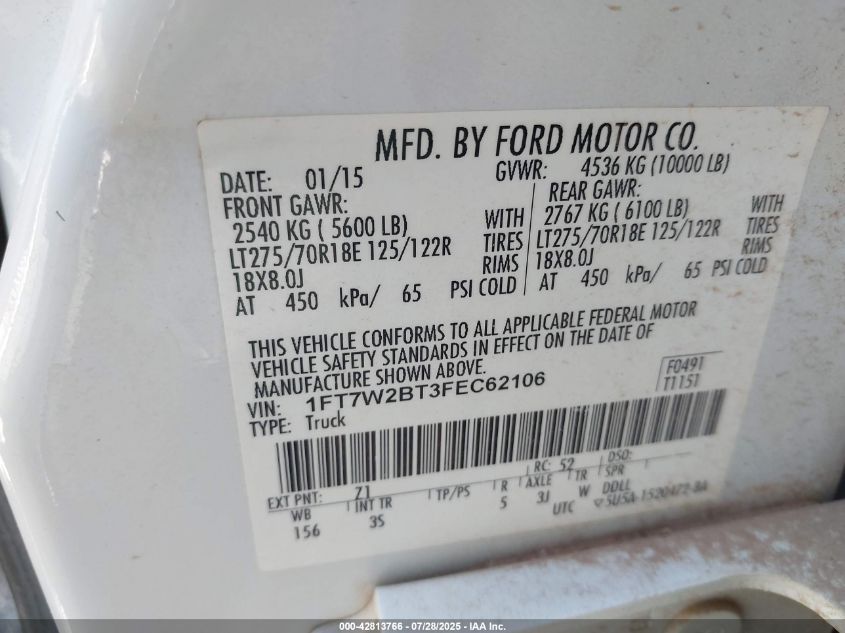 MFD. BY FORD MOTOR CO.
DATE: 01/15 GVWR: 4536 KG (10000 LB)
FRONT GAWR: REAR GAWR:
2540 KG ( 5600 LB) WITH 2767 KG ( 6100 LB) WITH
LT275/70R18E 125/122R TIRES LT275/70R18E 125/122R TIRES
18X8.0J RIMS 18X8.0J RIMS
AT 450 kPa/ 65 PSI COLD AT 450 kPa/ 65 PSI COLD
THIS VEHICLE CONFORMS TO ALL APPLICABLE FEDERAL MOTOR
VEHICLE SAFETY STANDARDS IN EFFECT ON THE DATE OF
MANUFACTURE SHOWN ABOVE.
VIN: 1FT7W2BT3FEC62106 F0491
TYPE: Truck T1151
EXT PNT: Z1 RC: 52 DSO:
WB INT TR TP/PS R AXLE TR SPR
156 3S 5 3J W DDLL
UTC 5U5A-1520472-BA
000-42813766 - 07/28/2025 - IAA Inc.